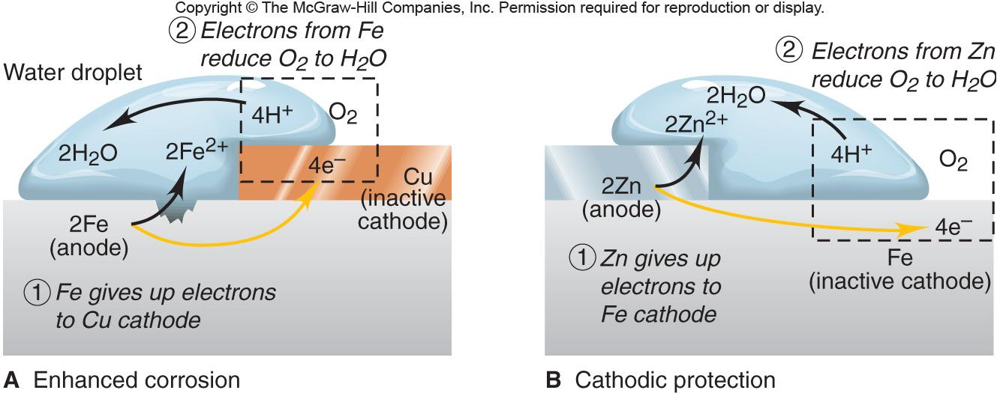 Copyright © The McGraw-Hill Companies, Inc. Permission required for reproduction or display.
② Electrons from Fe
reduce O₂ to H₂O
Water droplet
4H⁺
O₂
2H₂O
2Fe²⁺
4e⁻
Cu
(inactive
cathode)
2Fe
(anode)
① Fe gives up electrons
to Cu cathode
A Enhanced corrosion
② Electrons from Zn
reduce O₂ to H₂O
2H₂O
2Zn²⁺
4H⁺
O₂
2Zn
(anode)
4e⁻
Fe
(inactive cathode)
① Zn gives up
electrons to
Fe cathode
B Cathodic protection